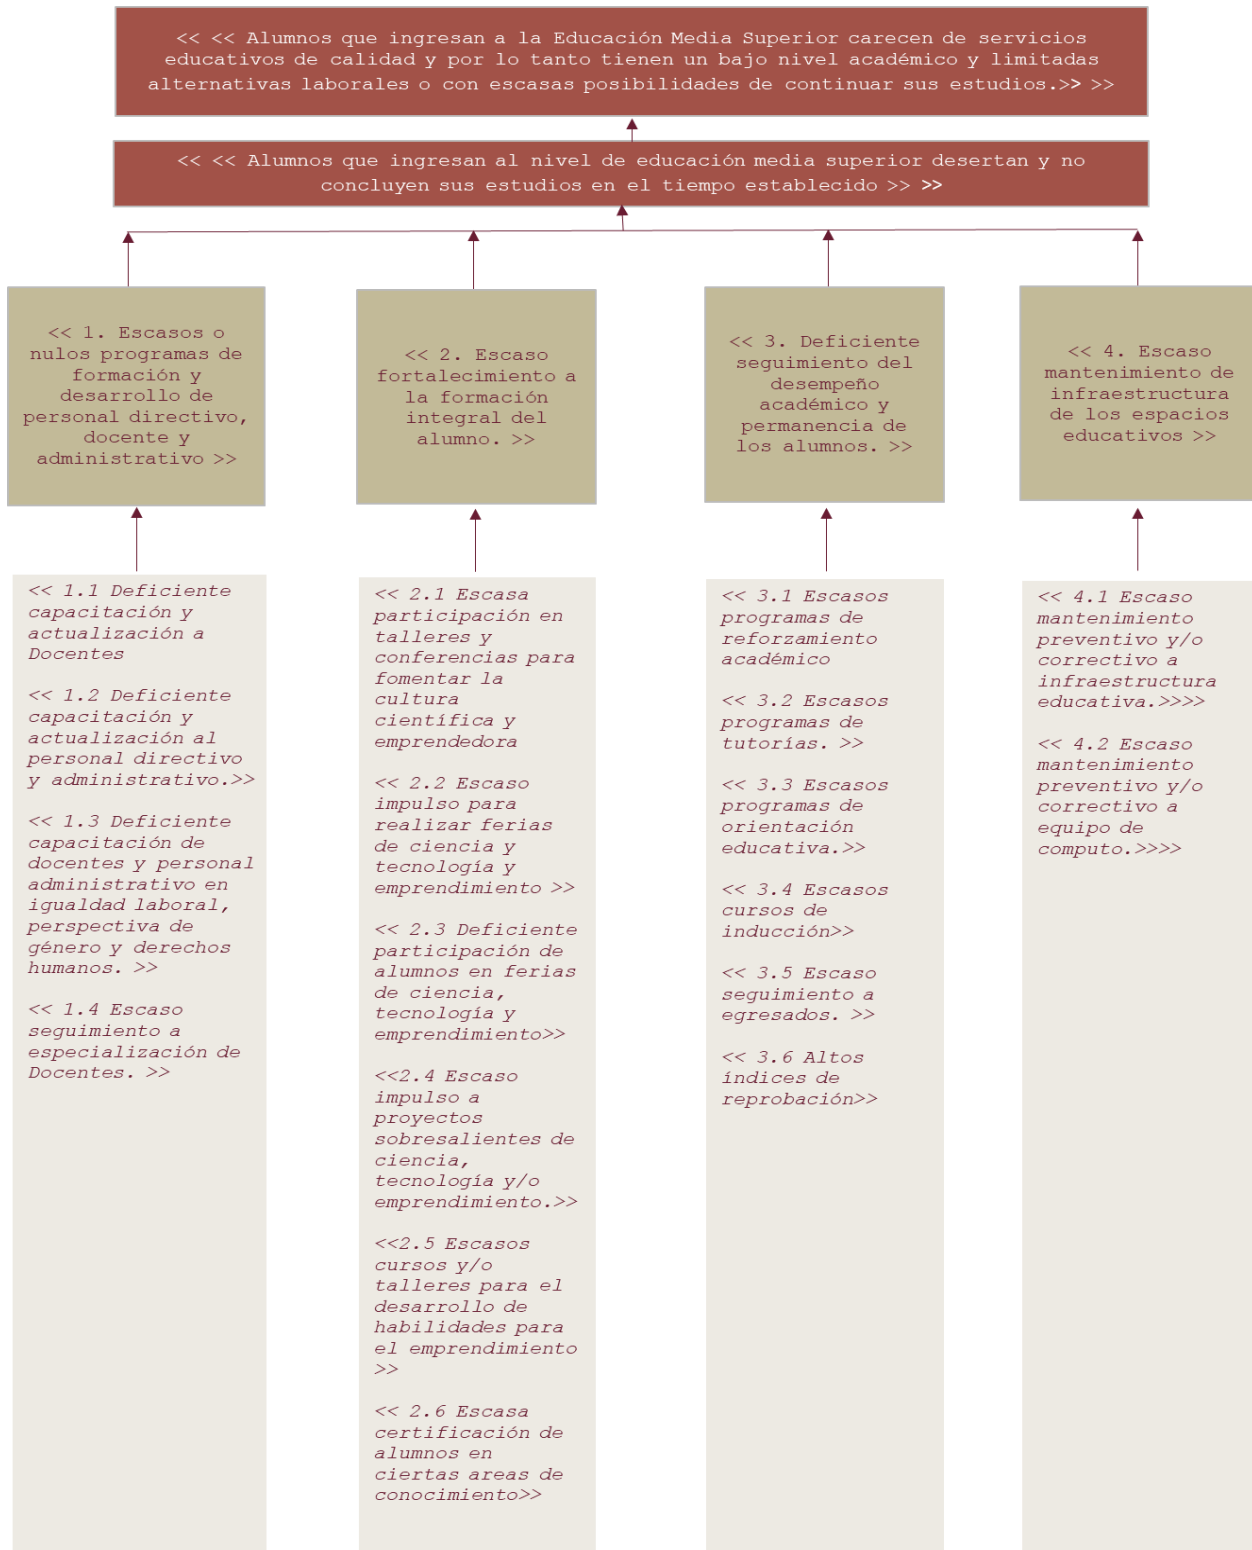 << << Alumnos que ingresan a la Educación Media Superior carecen de servicios
educativos de calidad y por lo tanto tienen un bajo nivel académico y limitadas
alternativas laborales o con escasas posibilidades de continuar sus estudios.>> >>
<< << Alumnos que ingresan al nivel de educación media superior desertan y no
concluyen sus estudios en el tiempo establecido >> >>
<< 1. Escasos o
nulos programas de
formación y
desarrollo de
personal directivo,
docente y
administrativo >>
<< 2. Escaso
fortalecimiento a
la formación
integral del
alumno. >>
<< 3. Deficiente
seguimiento del
desempeño
académico y
permanencia de
los alumnos. >>
<< 4. Escaso
mantenimiento de
infraestructura
de los espacios
educativos >>
<< 1.1 Deficiente
capacitación y
actualización a
Docentes
<< 1.2 Deficiente
capacitación y
actualización al
personal directivo
y administrativo.>>
<< 1.3 Deficiente
capacitación de
docentes y personal
administrativo en
igualdad laboral,
perspectiva de
género y derechos
humanos. >>
<< 1.4 Escaso
seguimiento a
especialización de
Docentes. >>
<< 2.1 Escasa
participación en
talleres y
conferencias para
fomentar la
cultura
científica y
emprendedora
<< 2.2 Escaso
impulso para
realizar ferias
de ciencia y
tecnología y
emprendimiento >>
<< 2.3 Deficiente
participación de
alumnos en ferias
de ciencia,
tecnología y
emprendimiento>>
<<2.4 Escaso
impulso a
proyectos
sobresalientes de
ciencia,
tecnología y/o
emprendimiento.>>
<<2.5 Escasos
cursos y/o
talleres para el
desarrollo de
habilidades para
el emprendimiento
>>
<< 2.6 Escasa
certificación de
alumnos en
ciertas areas de
conocimiento>>
<< 3.1 Escasos
programas de
reforzamiento
académico
<< 3.2 Escasos
programas de
tutorías. >>
<< 3.3 Escasos
programas de
orientación
educativa.>>
<< 3.4 Escasos
cursos de
inducción>>
<< 3.5 Escaso
seguimiento a
egresados. >>
<< 3.6 Altos
índices de
reprobación>>
<< 4.1 Escaso
mantenimiento
preventivo y/o
correctivo a
infraestructura
educativa.>>>>
<< 4.2 Escaso
mantenimiento
preventivo y/o
correctivo a
equipo de
computo.>>>>